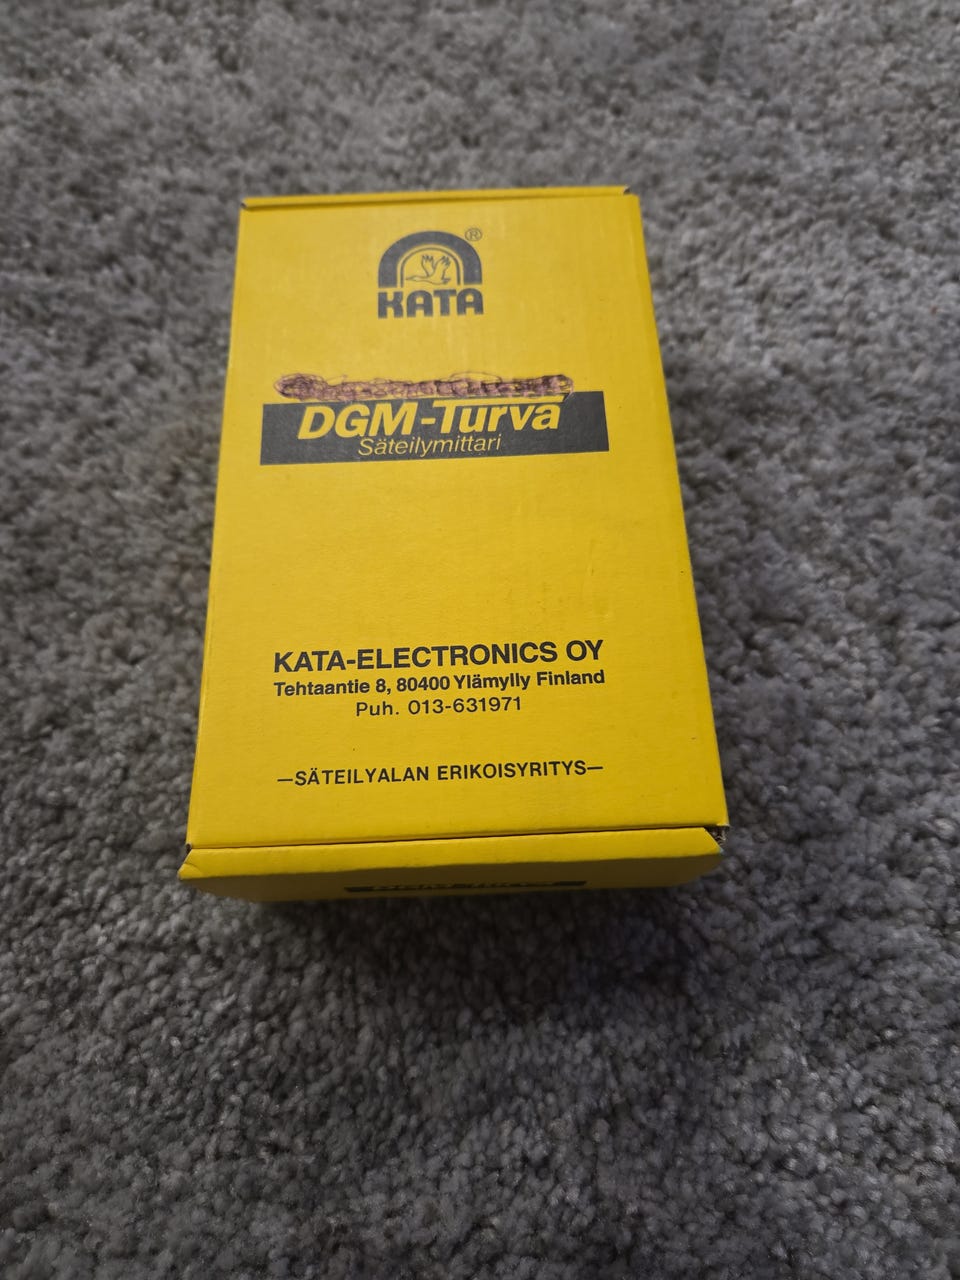 ®
KATA
DGM-Turva
Säteilymittari
KATA-ELECTRONICS OY
Tehtaantie 8, 80400 Ylämylly Finland
Puh. 013-631971
—SÄTEILYALAN ERIKOISYRITYS—